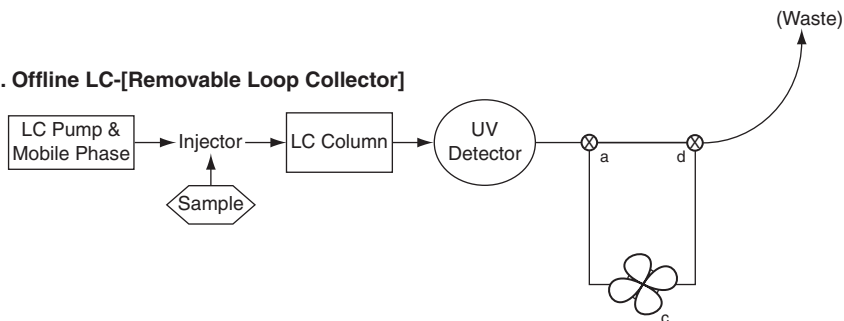 (Waste)
. Offline LC-[Removable Loop Collector]
LC Pump &
Mobile Phase
Injector
LC Column
UV
Detector
a
d
Sample
c